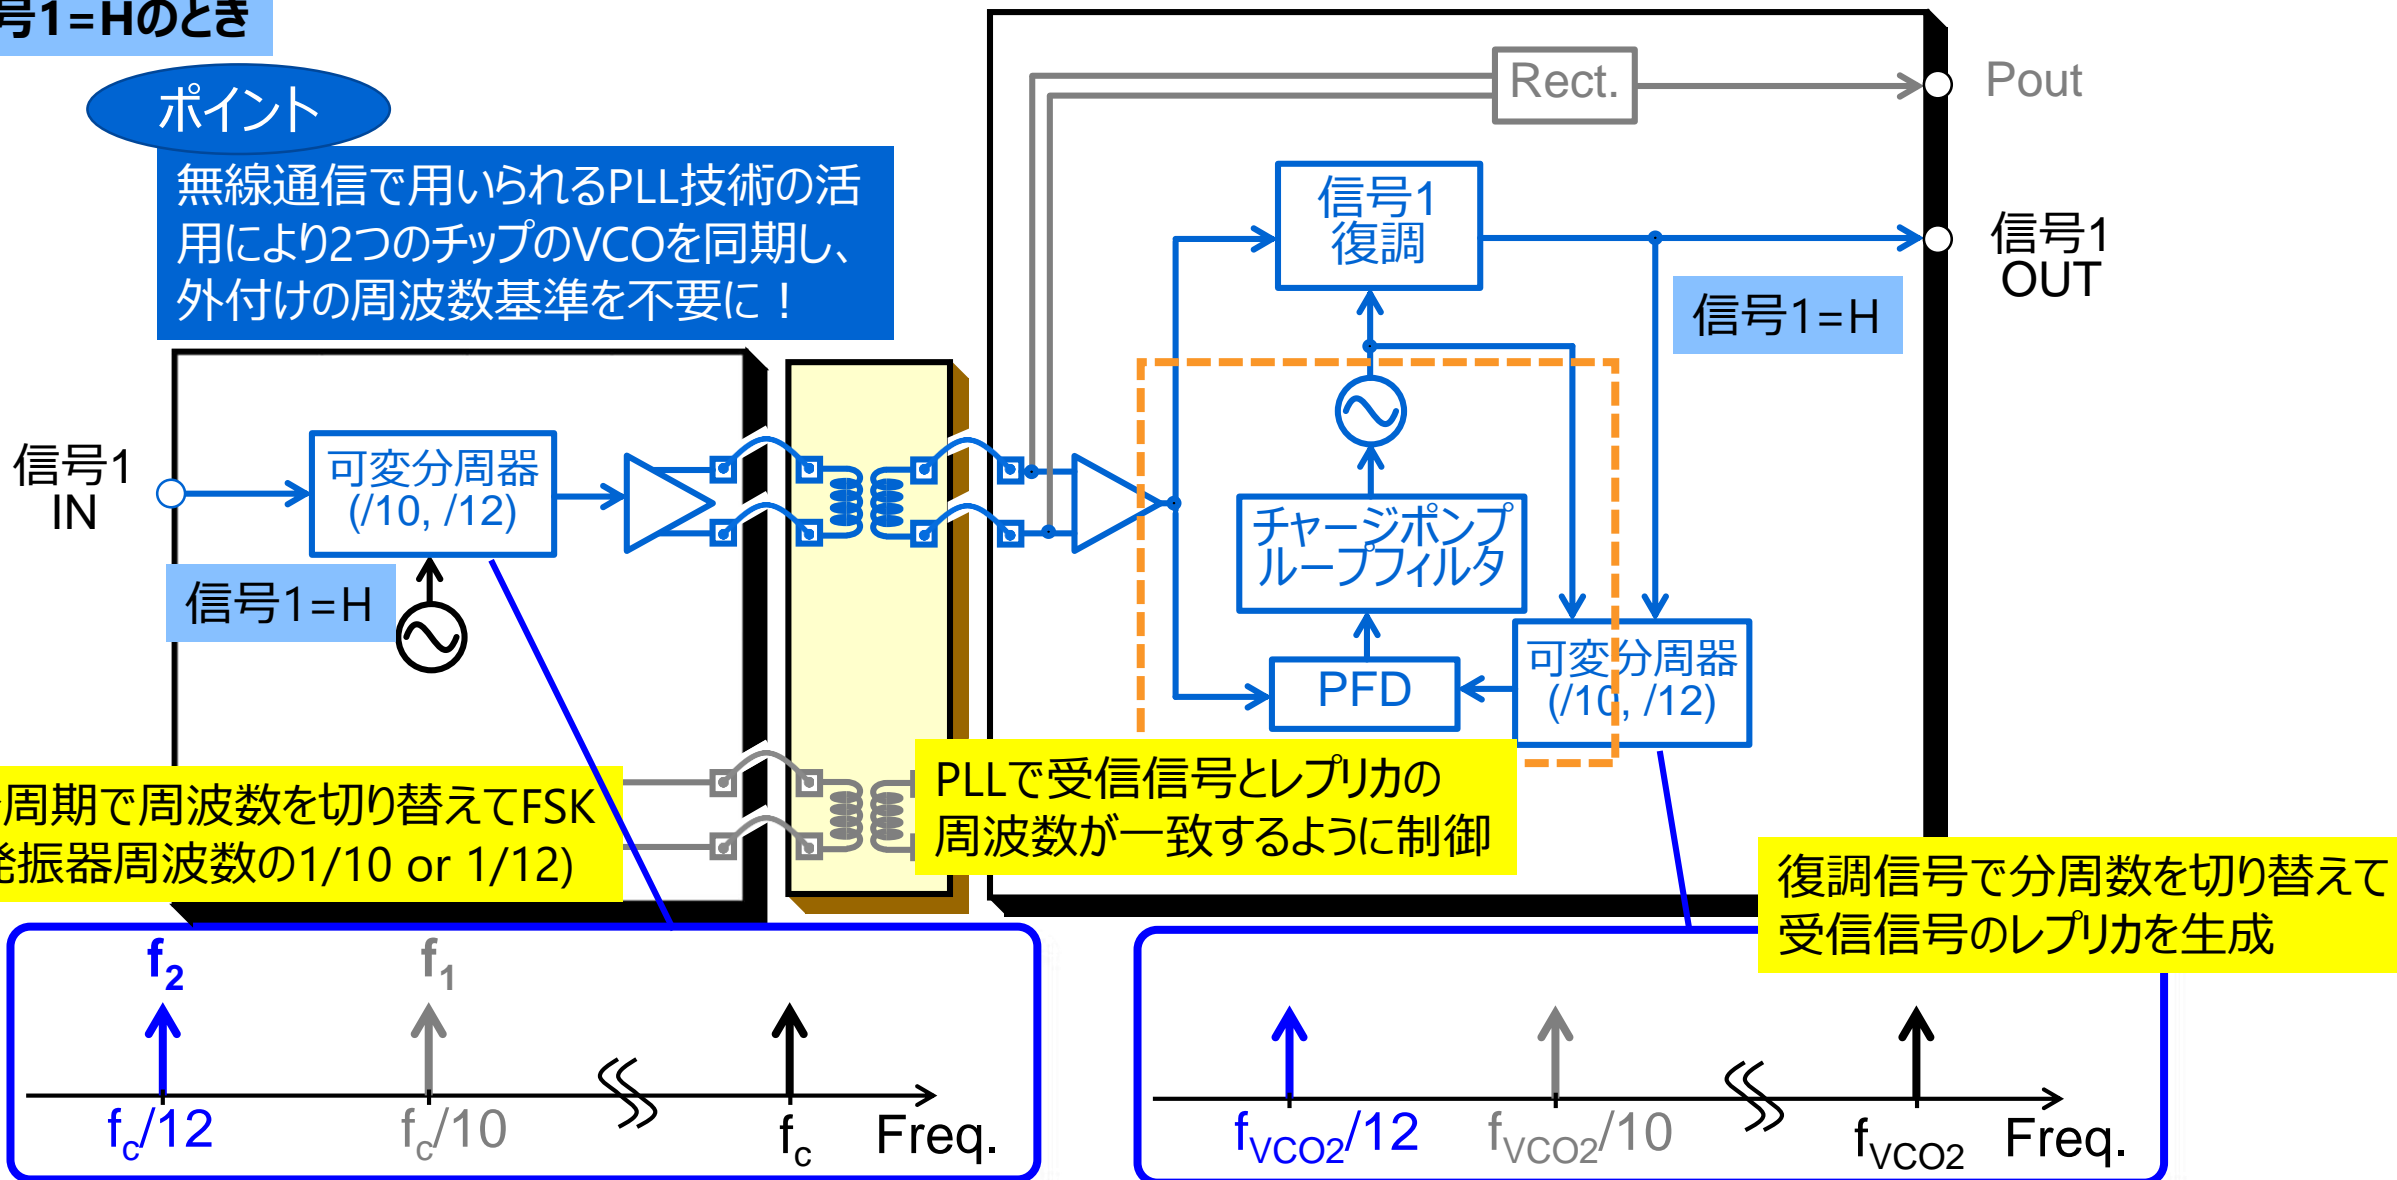 号1=Hのとき
ポイント
無線通信で用いられるPLL技術の活
用により2つのチップのVCOを同期し、
外付けの周波数基準を不要に！
Rect.
Pout
信号1
復調
信号1
OUT
信号1=H
信号1
IN
可変分周器
(/10, /12)
信号1=H
チャージポンプ
ループフィルタ
PFD
可変分周器
(/10, /12)
周期で周波数を切り替えてFSK
発振器周波数の1/10 or 1/12)
PLLで受信信号とレプリカの
周波数が一致するように制御
復調信号で分周数を切り替えて
受信信号のレプリカを生成
f2
f1
fc/12
fc/10
fc
Freq.
fVCO2/12
fVCO2/10
fVCO2
Freq.